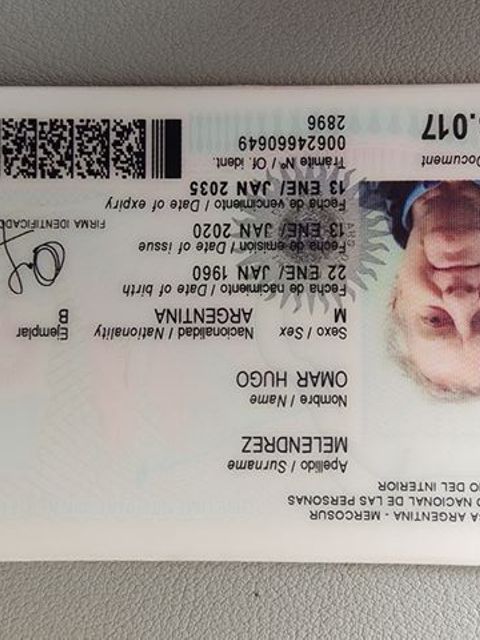 A ARGENTINA - MERCOSUR
NACIONAL DE LAS PERSONAS
DEL INTERIOR
Apellido / Surname
MELENDREZ
Nombre / Name
OMAR HUGO
Sexo / Sex Nacionalidad / Nationality Ejemplar
M ARGENTINA B
Fecha de nacimiento / Date of birth
22 ENE/ JAN 1960
Fecha de emisión / Date of issue
13 ENE/ JAN 2020
Fecha de vencimiento / Date of expiry
13 ENE/ JAN 2035
FIRMA IDENTIFICADO
Trámite Nº / Of. ident.
00624660649
2896
Document
.017